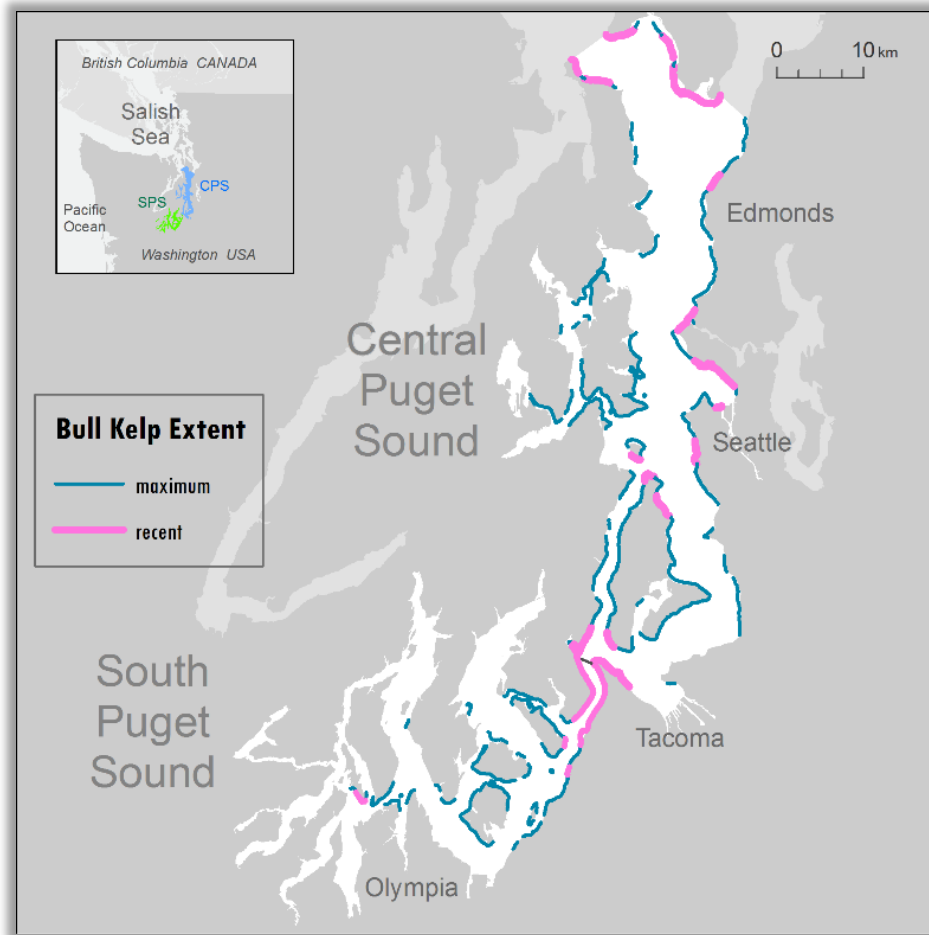 British Columbia  CANADA
Salish
Sea
CPS
SPS
Pacific
Ocean
Washington  USA
0 10 km
Edmonds
Central
Puget
Sound
Bull Kelp Extent
maximum
recent
Seattle
South
Puget
Sound
Tacoma
Olympia